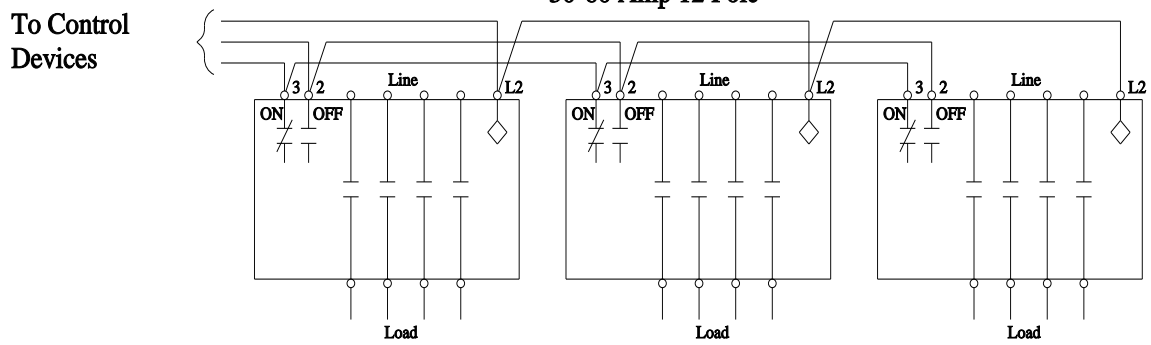 30-60 Amp 12 Pole
To Control
Devices
3 2 Line L2 3 2 Line L2 3 2 Line L2
ON OFF ON OFF ON OFF
Load Load Load